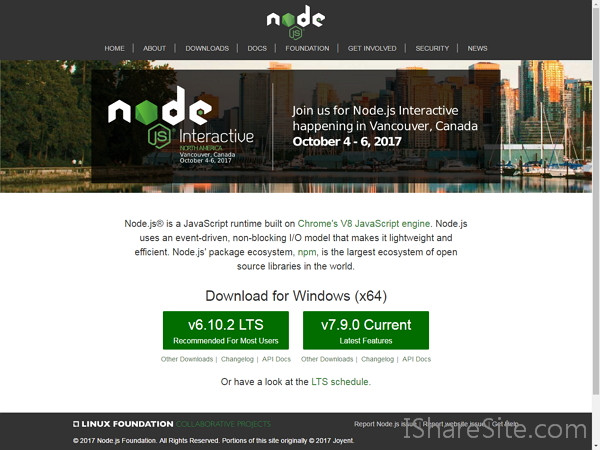 node
JS
HOME | ABOUT | DOWNLOADS | DOCS | FOUNDATION | GET INVOLVED | SECURITY | NEWS
node
JS Interactive
NORTH AMERICA
Vancouver, Canada
October 4-6, 2017
Join us for Node.js Interactive
happening in Vancouver, Canada
October 4 - 6, 2017
Node.js® is a JavaScript runtime built on Chrome's V8 JavaScript engine. Node.js
uses an event-driven, non-blocking I/O model that makes it lightweight and
efficient. Node.js' package ecosystem, npm, is the largest ecosystem of open
source libraries in the world.
Download for Windows (x64)
v6.10.2 LTS
Recommended For Most Users
v7.9.0 Current
Latest Features
Other Downloads | Changelog | API Docs
Other Downloads | Changelog | API Docs
Or have a look at the LTS schedule.
LINUX FOUNDATION COLLABORATIVE PROJECTS
Report Node.js issue | Report website issue | Get Help
© 2017 Node.js Foundation. All Rights Reserved. Portions of this site originally © 2017 Joyent.
IShareSite.com